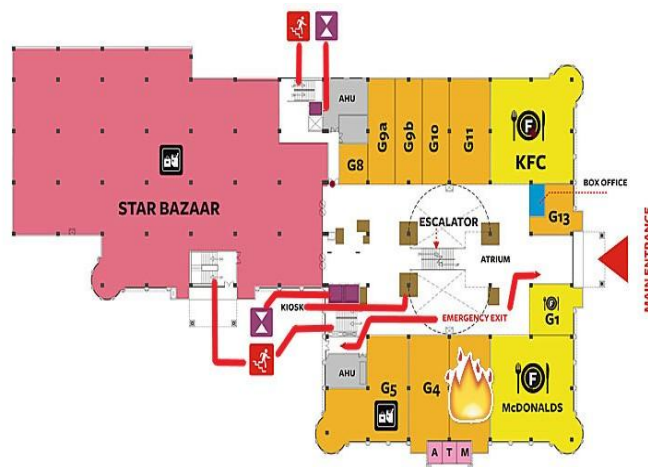 AHU
G8
G9a
G9b
G10
G11
F
KFC
BOX OFFICE
STAR BAZAAR
ESCALATOR
G13
ATRIUM
MAIN ENTRANCE
KIOSK
EMERGENCY EXIT
G1
AHU
G5
G4
F
McDONALDS
A T M